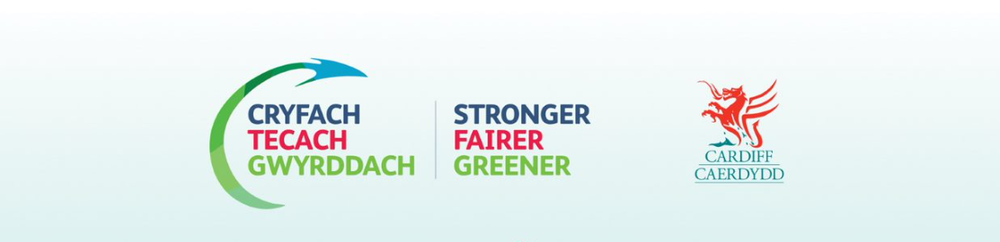 CRYFACH
TECACH
GWYRDDACH
STRONGER
FAIRER
GREENER
CARDIFF
CAERDYDD